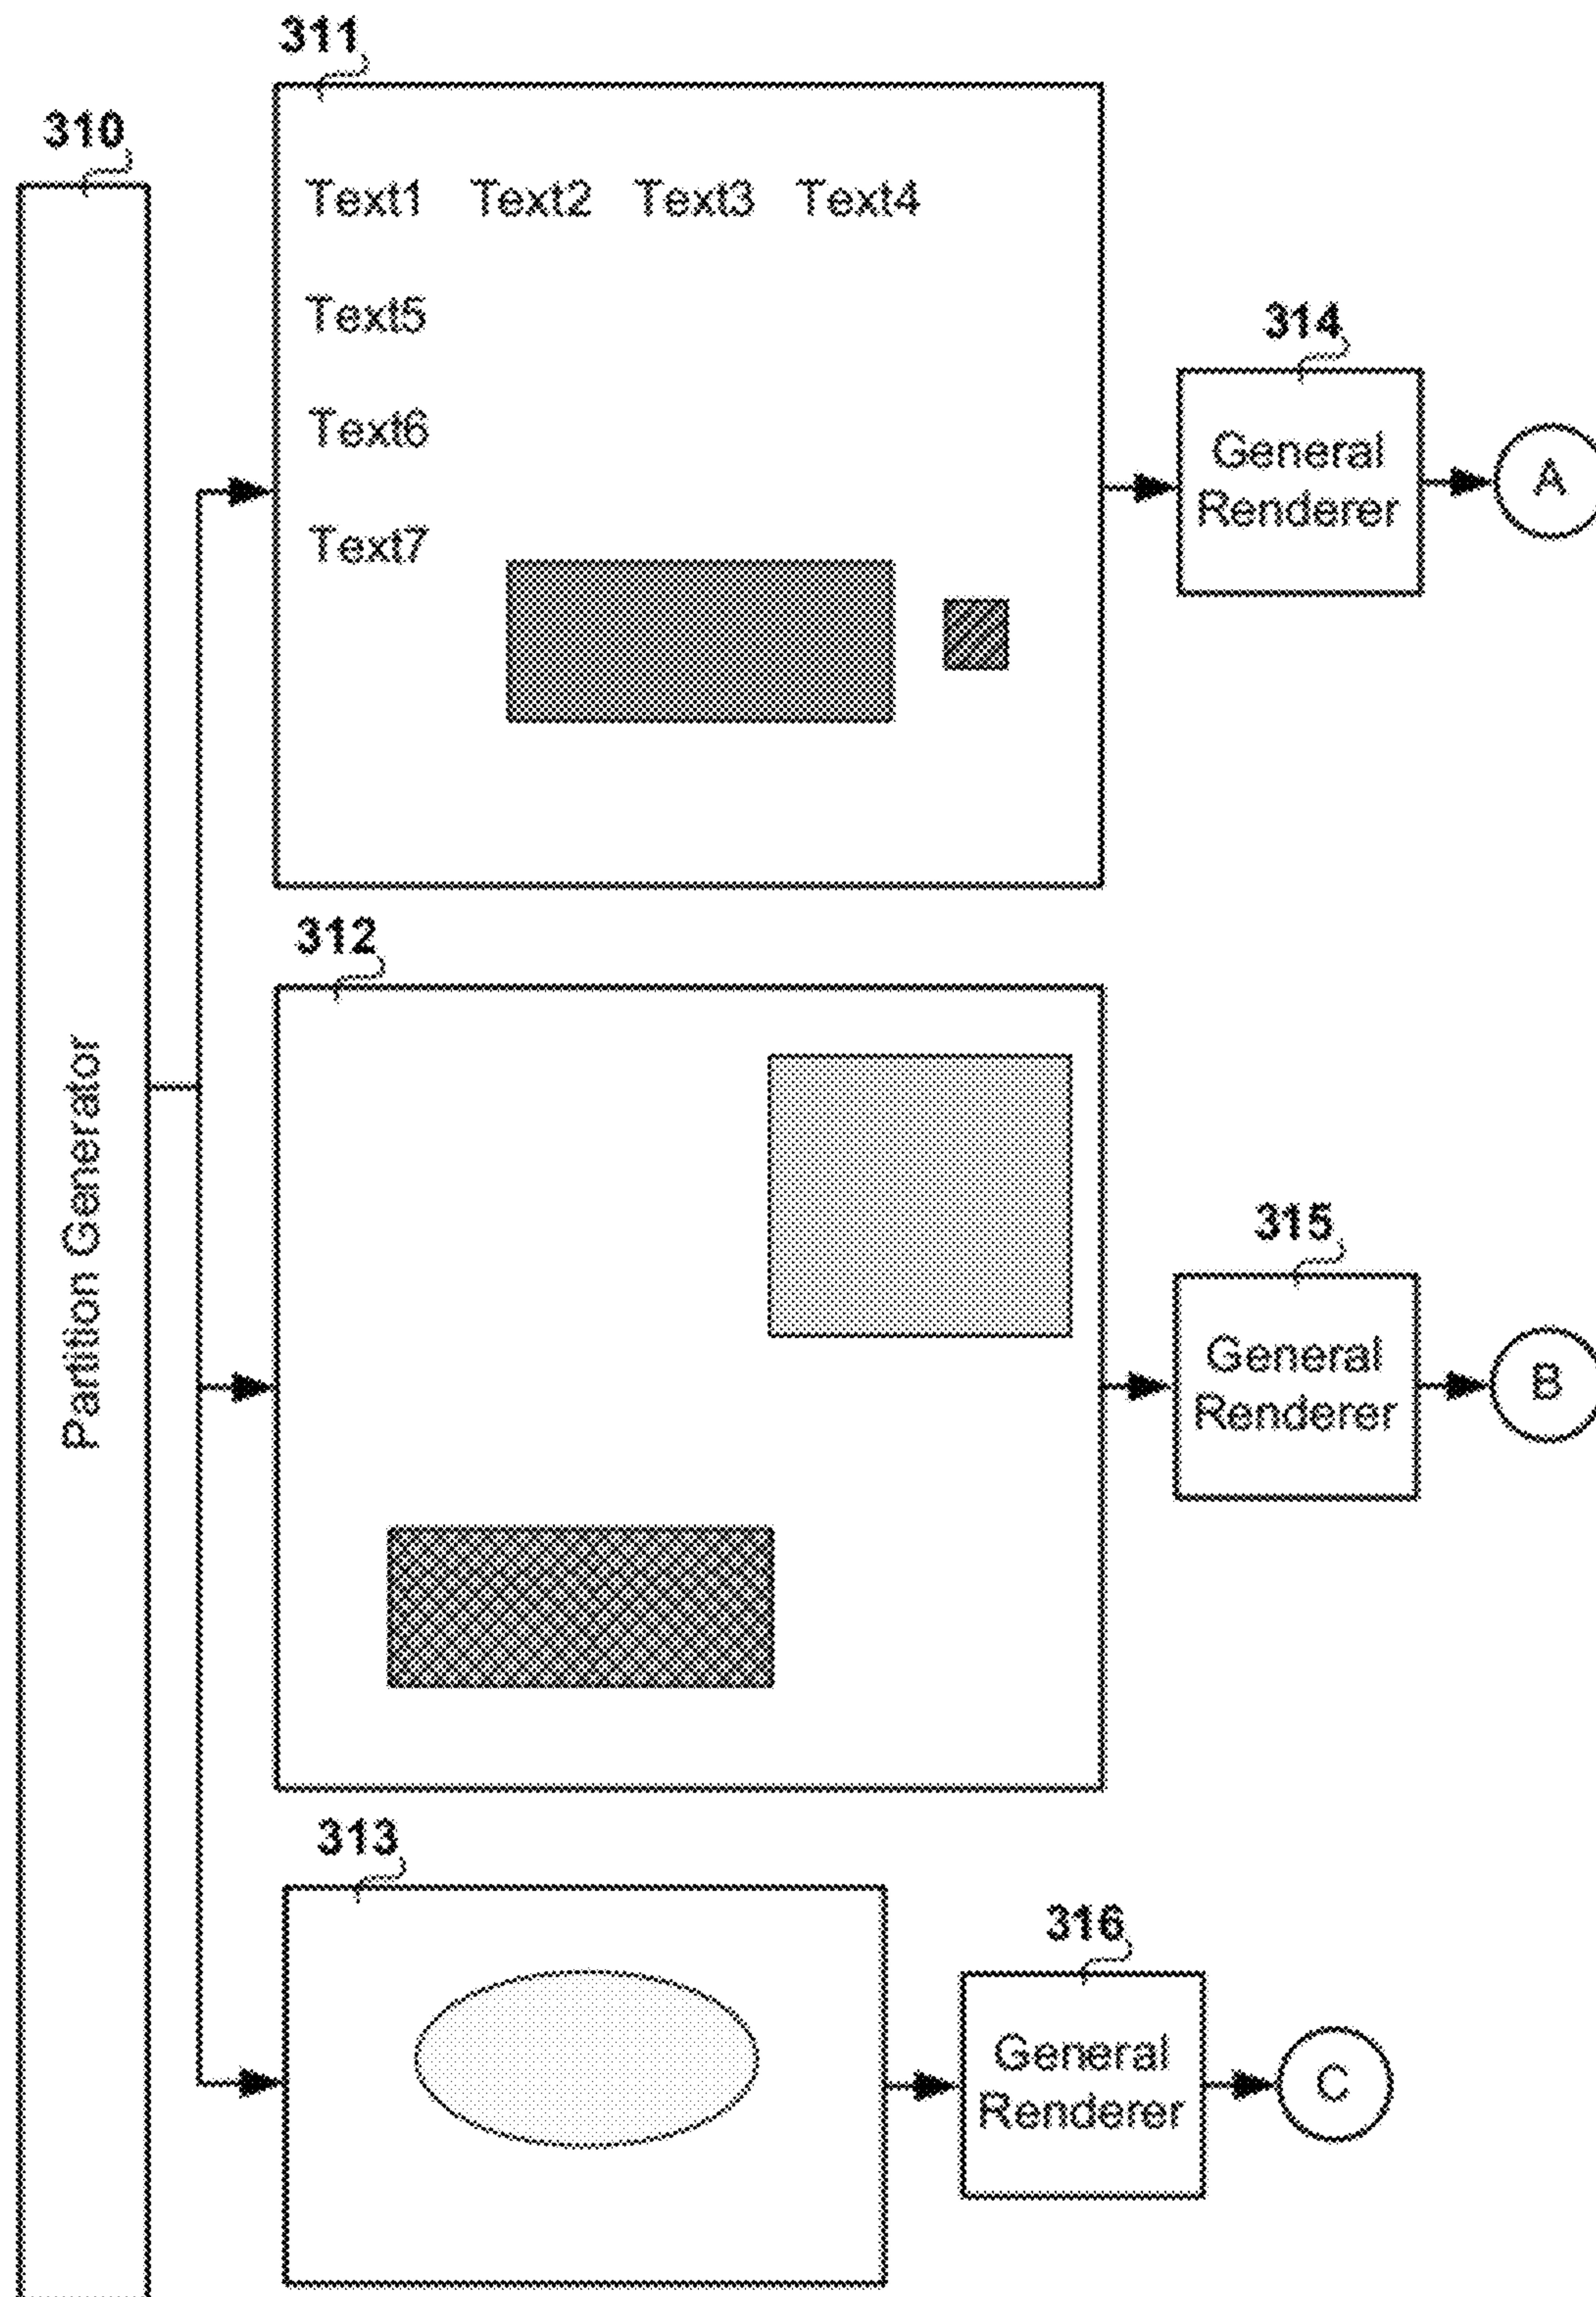 311
310
Text1 Text2 Text3 Text4
Text5
314
Text6
General
Renderer
A
Text7
312
Partition Generator
315
General
Renderer
B
313
316
General
Renderer
C